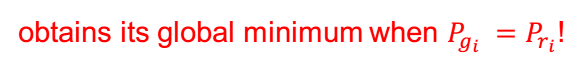 obtains its global minimum when $P_{g_i} = P_{r_i}$!